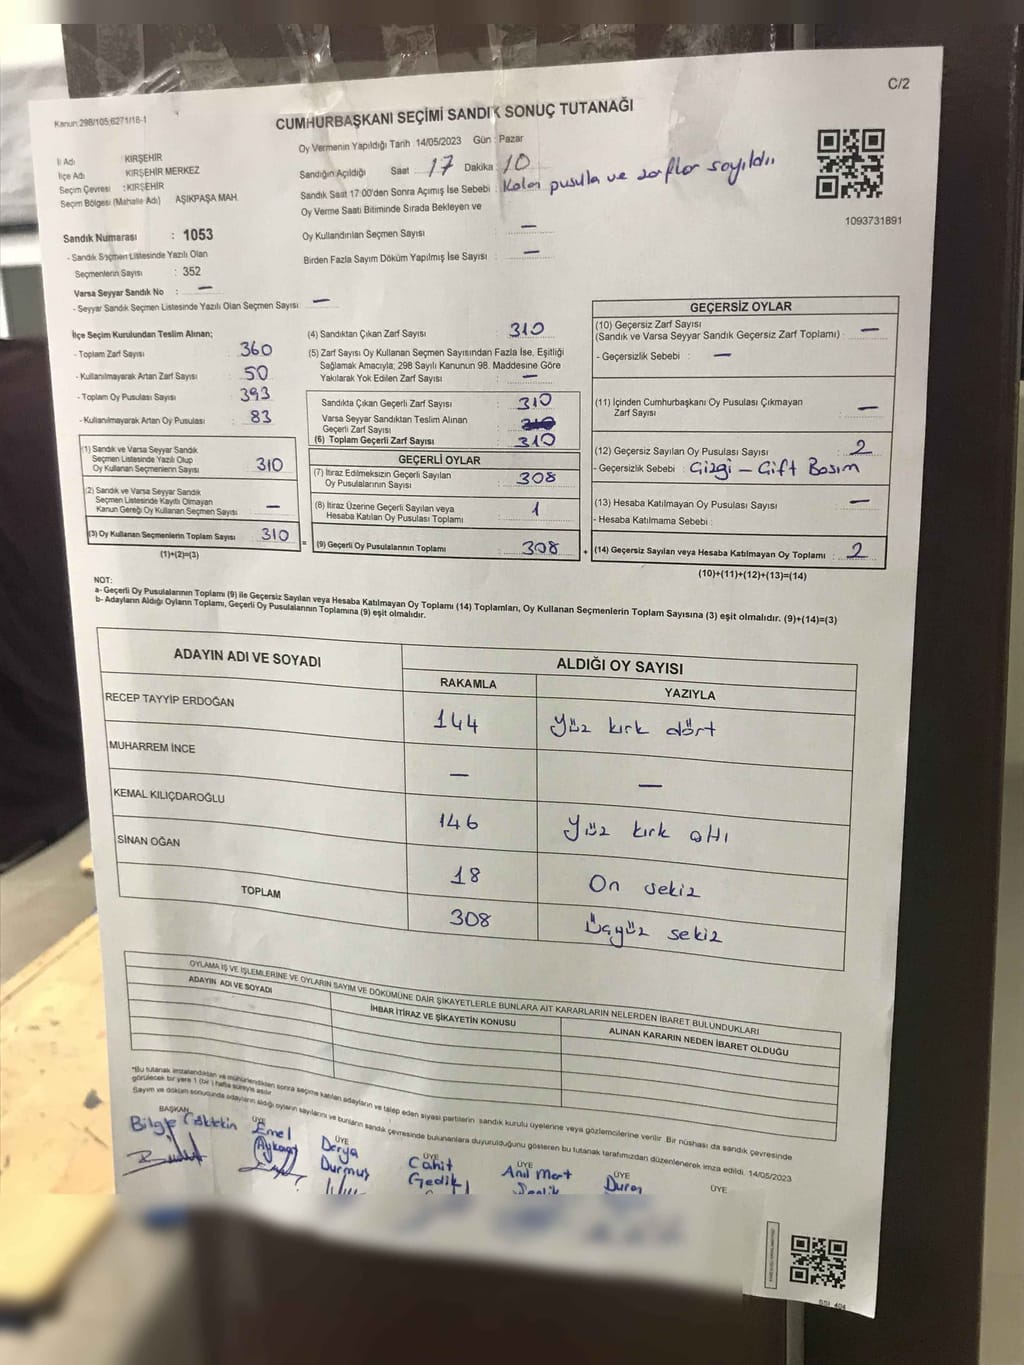 C/2
Kanun:298/105;6271/18-1
CUMHURBAŞKANI SEÇİMİ SANDIK SONUÇ TUTANAĞI
Oy Vermenin Yapıldığı Tarih 14/05/2023 Gün : Pazar
İl Adı KIRŞEHİR
İlçe Adı KIRŞEHİR MERKEZ
Seçim Çevresi : KIRŞEHİR
Seçim Bölgesi (Mahalle Adı) AŞIKPAŞA MAH.
Sandığın Açıldığı Saat 17 Dakika 10
Sandık Saat 17:00'den Sonra Açımış İse Sebebi : Kalan pusula ve zarflar sayıldı
Oy Verme Saati Bitiminde Sırada Bekleyen ve
Oy Kullandırılan Seçmen Sayısı : —
Birden Fazla Sayım Döküm Yapılmış İse Sayısı : —
1093731891
Sandık Numarası : 1053
- Sandık Seçmen Listesinde Yazılı Olan
Seçmenlerin Sayısı : 352
Varsa Seyyar Sandık No : —
- Seyyar Sandık Seçmen Listesinde Yazılı Olan Seçmen Sayısı : —
İlçe Seçim Kurulundan Teslim Alınan;
- Toplam Zarf Sayısı : 360
- Kullanılmayarak Artan Zarf Sayısı : 50
- Toplam Oy Pusulası Sayısı : 393
- Kullanılmayarak Artan Oy Pusulası : 83
(1) Sandık ve Varsa Seyyar Sandık
Seçmen Listesinde Yazılı Olup
Oy Kullanan Seçmenlerin Sayısı : 310
(2) Sandık ve Varsa Seyyar Sandık
Seçmen Listesinde Kayıtlı Olmayan
Kanun Gereği Oy Kullanan Seçmen Sayısı : —
(3) Oy Kullanan Seçmenlerin Toplam Sayısı : 310
(1)+(2)=(3)
(4) Sandıktan Çıkan Zarf Sayısı : 310
(5) Zarf Sayısı Oy Kullanan Seçmen Sayısından Fazla İse, Eşitliği
Sağlamak Amacıyla; 298 Sayılı Kanunun 98. Maddesine Göre
Yakılarak Yok Edilen Zarf Sayısı : —
Sandıkta Çıkan Geçerli Zarf Sayısı : 310
Varsa Seyyar Sandıktan Teslim Alınan
Geçerli Zarf Sayısı :
(6) Toplam Geçerli Zarf Sayısı : 310
GEÇERLİ OYLAR
(7) İtiraz Edilmeksizin Geçerli Sayılan
Oy Pusulalarının Sayısı : 308
(8) İtiraz Üzerine Geçerli Sayılan veya
Hesaba Katılan Oy Pusulası Toplamı : 1
= (9) Geçerli Oy Pusulalarının Toplamı : 308 +
GEÇERSİZ OYLAR
(10) Geçersiz Zarf Sayısı
(Sandık ve Varsa Seyyar Sandık Geçersiz Zarf Toplamı) : —
- Geçersizlik Sebebi : —
(11) İçinden Cumhurbaşkanı Oy Pusulası Çıkmayan
Zarf Sayısı : —
(12) Geçersiz Sayılan Oy Pusulası Sayısı : 2
- Geçersizlik Sebebi : Çizgi – Çift Basım
(13) Hesaba Katılmayan Oy Pusulası Sayısı : —
- Hesaba Katılmama Sebebi :
(14) Geçersiz Sayılan veya Hesaba Katılmayan Oy Toplamı : 2
(10)+(11)+(12)+(13)=(14)
NOT:
a- Geçerli Oy Pusulalarının Toplamı (9) ile Geçersiz Sayılan veya Hesaba Katılmayan Oy Toplamı (14) Toplamları, Oy Kullanan Seçmenlerin Toplam Sayısına (3) eşit olmalıdır. (9)+(14)=(3)
b- Adayların Aldığı Oyların Toplamı, Geçerli Oy Pusulalarının Toplamına (9) eşit olmalıdır.
ADAYIN ADI VE SOYADI ALDIĞI OY SAYISI
RAKAMLA YAZIYLA
RECEP TAYYİP ERDOĞAN 144 Yüz kırk dört
MUHARREM İNCE — —
KEMAL KILIÇDAROĞLU 146 Yüz kırk altı
SİNAN OĞAN 18 On sekiz
TOPLAM 308 Üçyüz sekiz
OYLAMA İŞ VE İŞLEMLERİNE VE OYLARIN SAYIM VE DÖKÜMÜNE DAİR ŞİKAYETLERLE BUNLARA AİT KARARLARIN NELERDEN İBARET BULUNDUKLARI
ADAYIN ADI VE SOYADI İHBAR İTİRAZ VE ŞİKAYETİN KONUSU ALINAN KARARIN NEDEN İBARET OLDUĞU
*Bu tutanak imzalandıktan ve mühürlendikten sonra seçime katılan adayların ve talep eden siyasi partilerin sandık kurulu üyelerine veya gözlemcilerine verilir. Bir nüshası da sandık çevresinde
görülecek bir yere 1 (bir) hafta süreyle asılır.
Sayım ve döküm sonucunda adayların aldığı oyların sayılarını ve bunların sandık çevresinde bulunanlara duyurulduğunu gösteren bu tutanak tarafımızdan düzenlenerek imza edildi. 14/05/2023
BAŞKAN ÜYE ÜYE ÜYE ÜYE ÜYE ÜYE
Bilge Emel Derya Cahit Anıl Mert
Durmuş Gedik